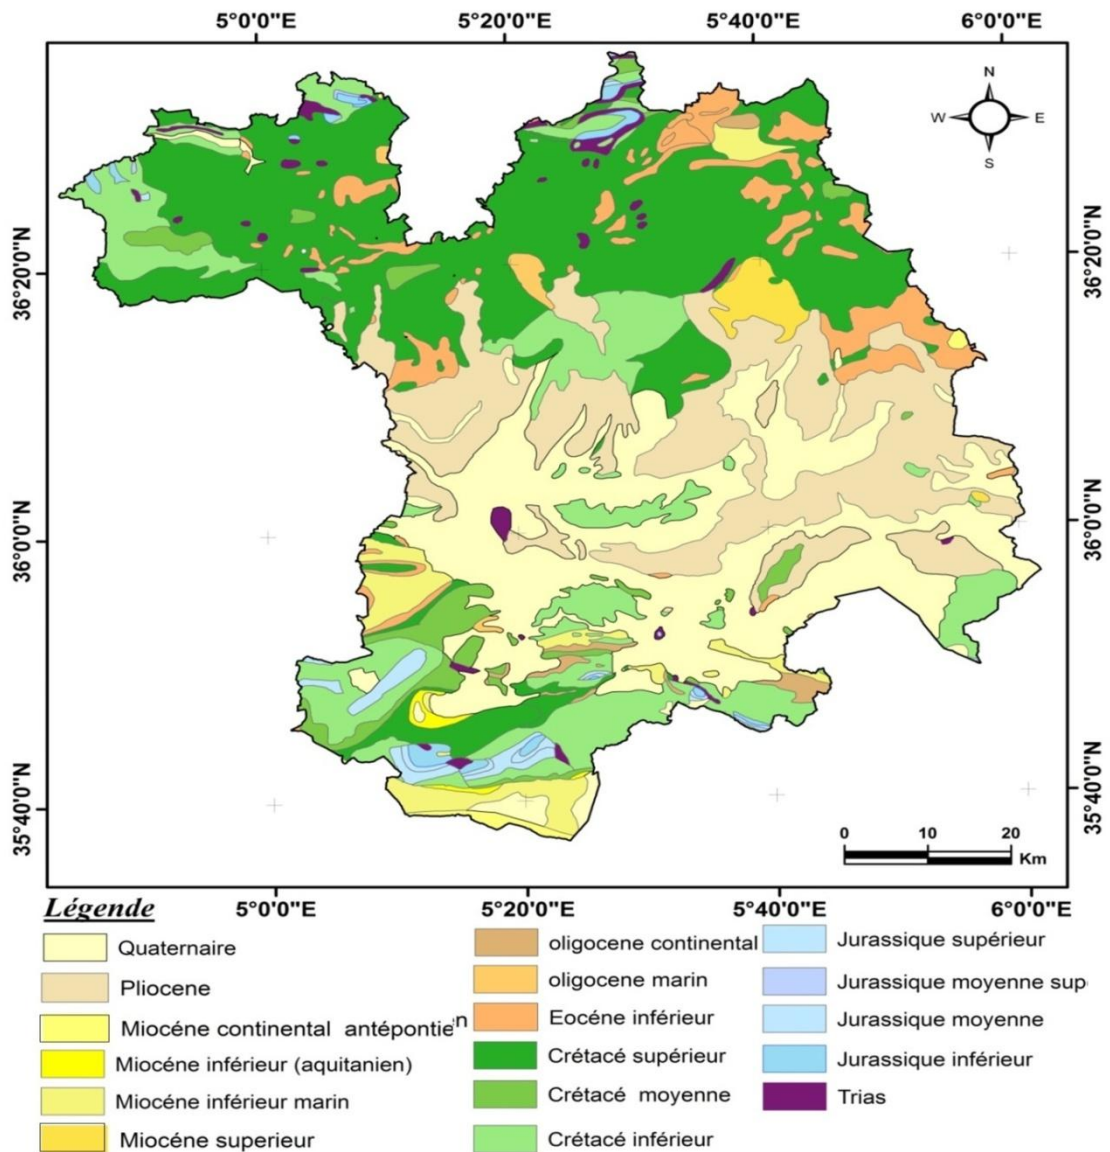 5°0'0"E 5°20'0"E 5°40'0"E 6°0'0"E
N
W E
S
36°20'0"N 36°20'0"N
36°0'0"N 36°0'0"N
35°40'0"N 35°40'0"N
0 10 20
Km
5°0'0"E 5°20'0"E 5°40'0"E 6°0'0"E
Légende
Quaternaire
Pliocene
Miocéne continental antépontien
Miocéne inférieur (aquitanien)
Miocéne inférieur marin
Miocéne superieur
oligocene continental
oligocene marin
Eocéne inférieur
Crétacé supérieur
Crétacé moyenne
Crétacé inférieur
Jurassique supérieur
Jurassique moyenne sup
Jurassique moyenne
Jurassique inférieur
Trias